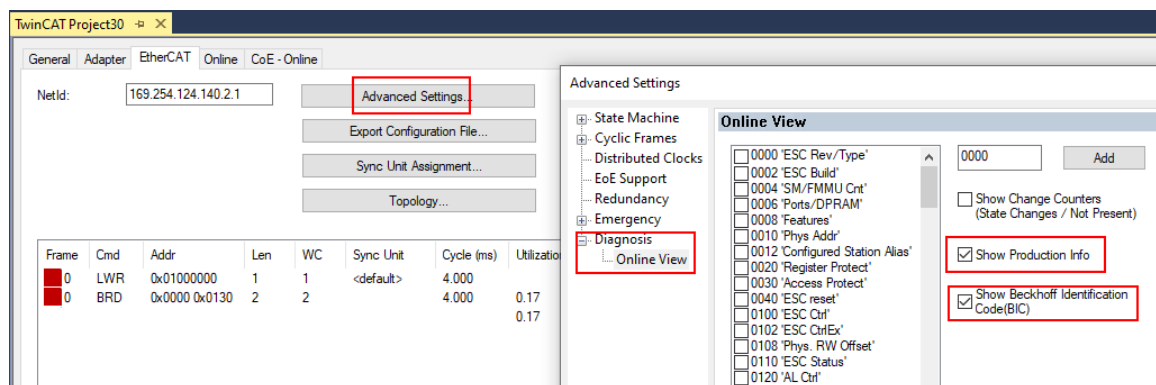 TwinCAT Project30
General Adapter EtherCAT Online CoE - Online
NetId: 169.254.124.140.2.1
Advanced Settings...
Export Configuration File...
Sync Unit Assignment...
Topology...
Frame Cmd Addr Len WC Sync Unit Cycle (ms) Utilizatio
0 LWR 0x01000000 1 1 <default> 4.000
0 BRD 0x0000 0x0130 2 2 4.000 0.17
0.17
Advanced Settings
State Machine
Cyclic Frames
Distributed Clocks
EoE Support
Redundancy
Emergency
Diagnosis
Online View
Online View
0000 'ESC Rev/Type'
0002 'ESC Build'
0004 'SM/FMMU Cnt'
0006 'Ports/DPRAM'
0008 'Features'
0010 'Phys Addr'
0012 'Configured Station Alias'
0020 'Register Protect'
0030 'Access Protect'
0040 'ESC reset'
0100 'ESC Ctrl'
0102 'ESC CtrlEx'
0108 'Phys. RW Offset'
0110 'ESC Status'
0120 'AL Ctrl'
0000 Add
Show Change Counters
(State Changes / Not Present)
Show Production Info
Show Beckhoff Identification
Code(BIC)